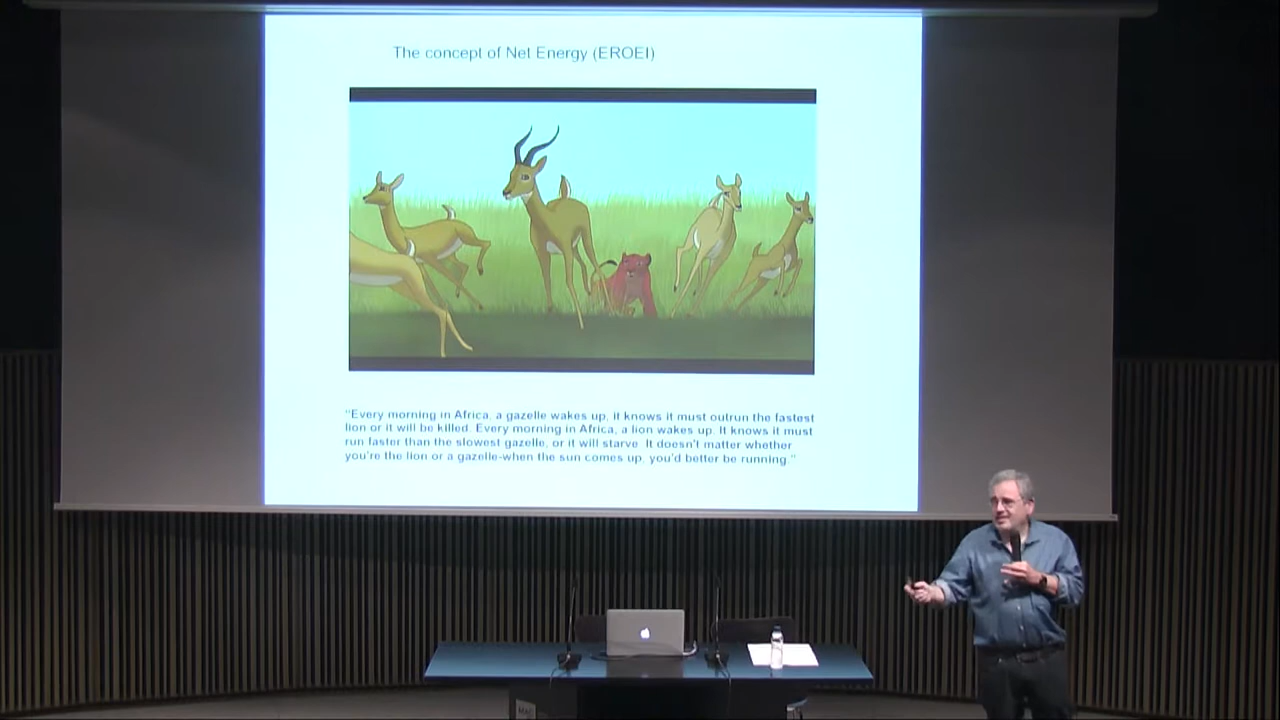 The concept of Net Energy (EROEI)
"Every morning in Africa, a gazelle wakes up, it knows it must outrun the fastest
lion or it will be killed. Every morning in Africa, a lion wakes up. It knows it must
run faster than the slowest gazelle, or it will starve. It doesn't matter whether
you're the lion or a gazelle-when the sun comes up, you'd better be running."